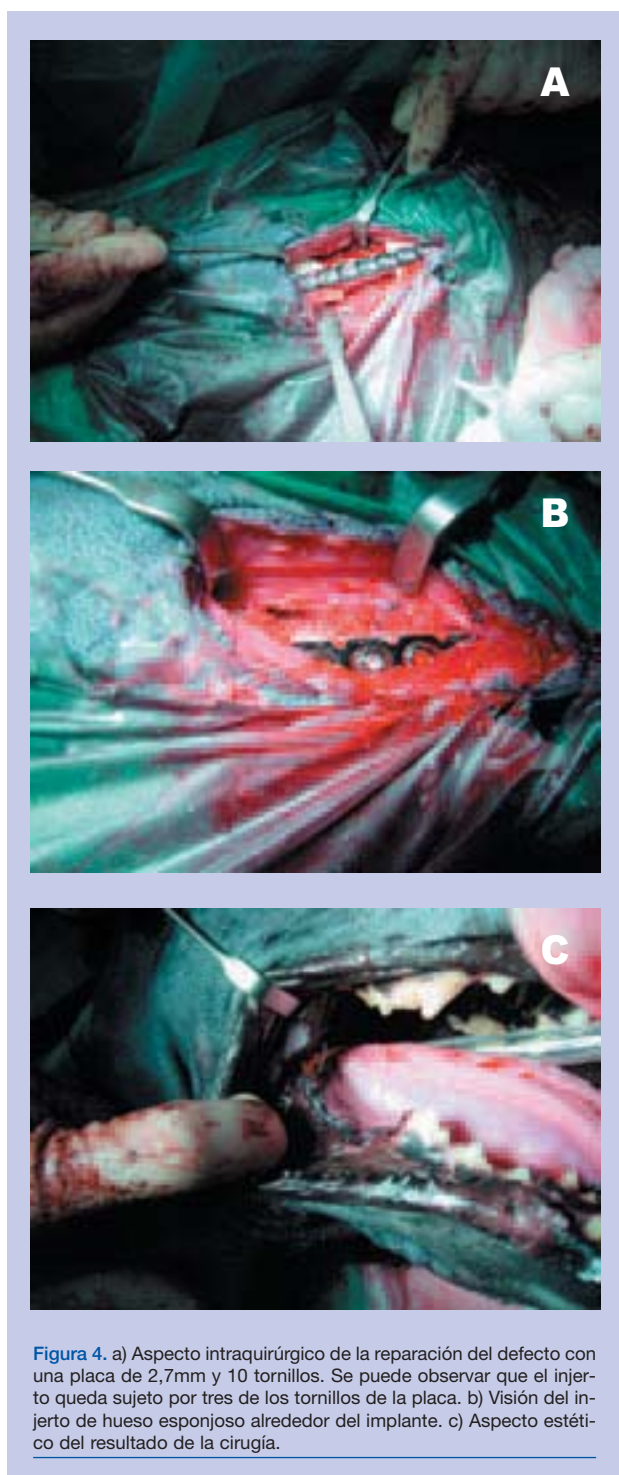 A
B
C
Figura 4. a) Aspecto intraquirúrgico de la reparación del defecto con
una placa de 2,7mm y 10 tornillos. Se puede observar que el injer-
to queda sujeto por tres de los tornillos de la placa. b) Visión del in-
jerto de hueso esponjoso alrededor del implante. c) Aspecto estéti-
co del resultado de la cirugía.